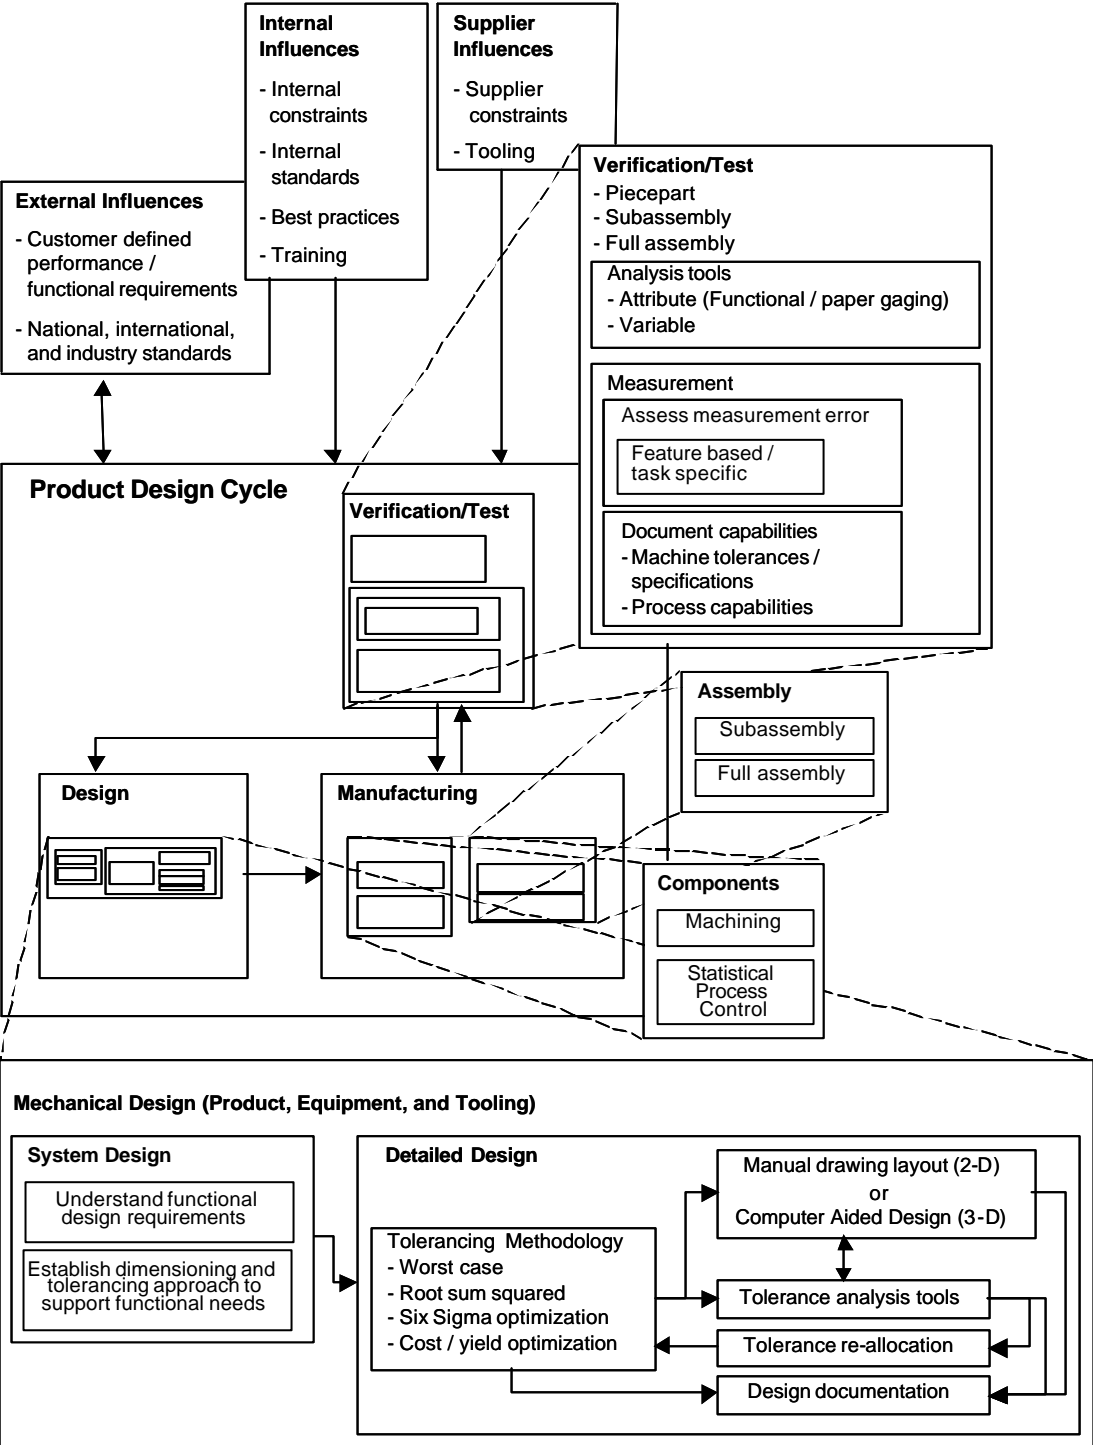 Internal
Influences
- Internal
constraints
- Internal
standards
- Best practices
- Training
Supplier
Influences
- Supplier
constraints
- Tooling
External Influences
- Customer defined
performance /
functional requirements
- National, international,
and industry standards
Verification/Test
- Piecepart
- Subassembly
- Full assembly
Analysis tools
- Attribute (Functional / paper gaging)
- Variable
Measurement
Assess measurement error
Feature based /
task specific
Document capabilities
- Machine tolerances /
specifications
- Process capabilities
Product Design Cycle
Verification/Test
Design
Manufacturing
Assembly
Subassembly
Full assembly
Components
Machining
Statistical
Process
Control
Mechanical Design (Product, Equipment, and Tooling)
System Design
Understand functional
design requirements
Establish dimensioning and
tolerancing approach to
support functional needs
Detailed Design
Tolerancing Methodology
- Worst case
- Root sum squared
- Six Sigma optimization
- Cost / yield optimization
Manual drawing layout (2-D)
or
Computer Aided Design (3-D)
Tolerance analysis tools
Tolerance re-allocation
Design documentation